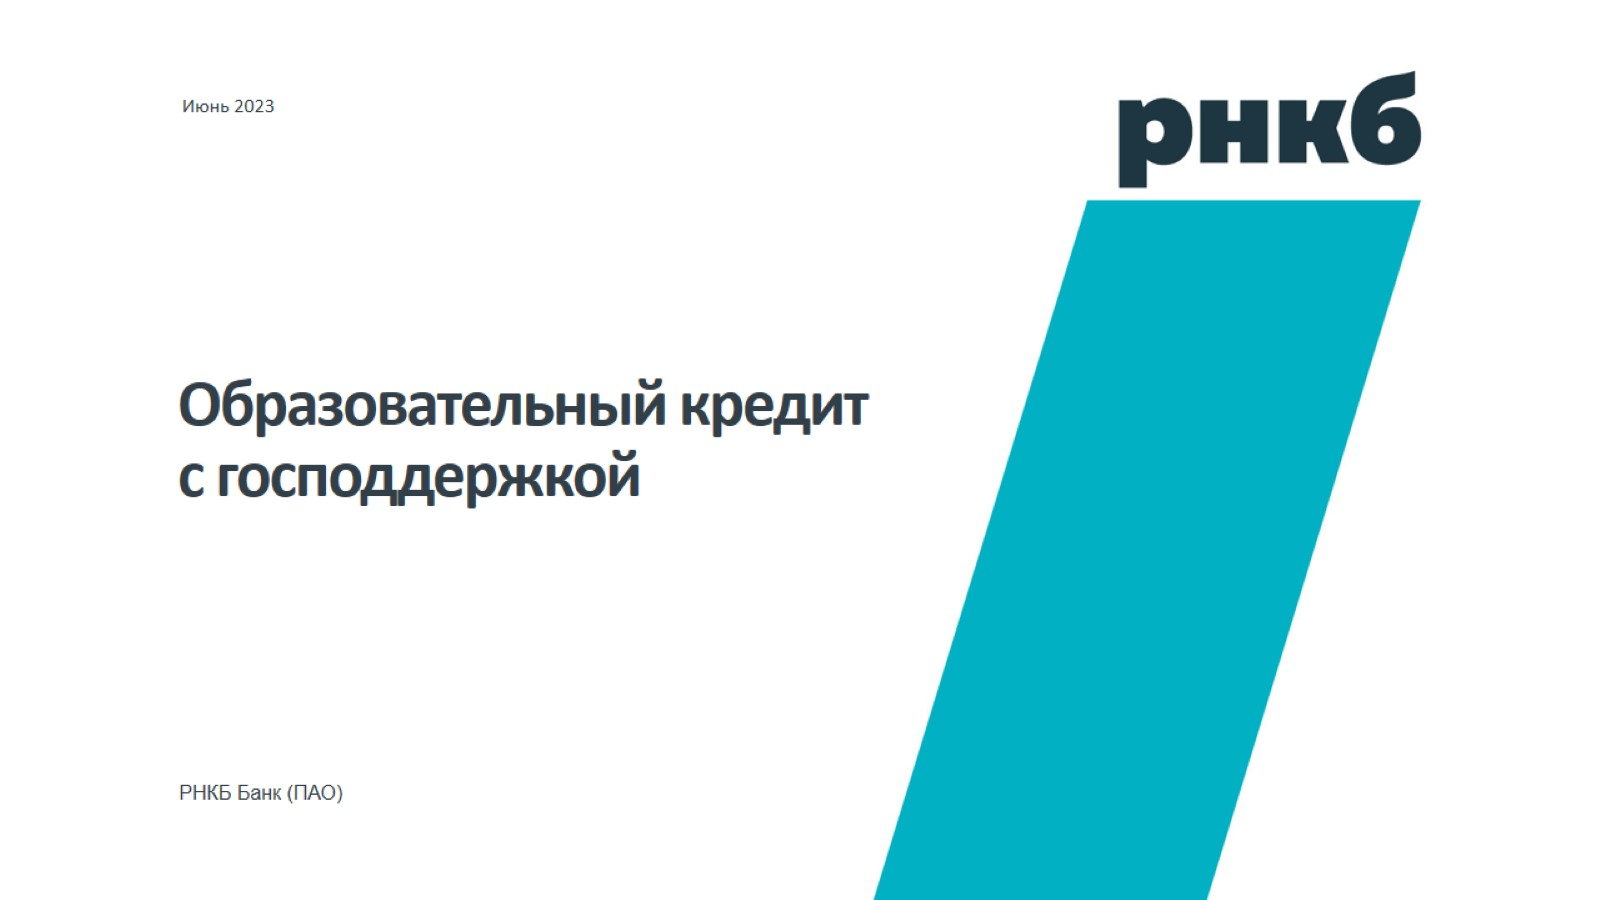 Июнь 2023
рнкб
Образовательный кредит
с господдержкой
РНКБ Банк (ПАО)